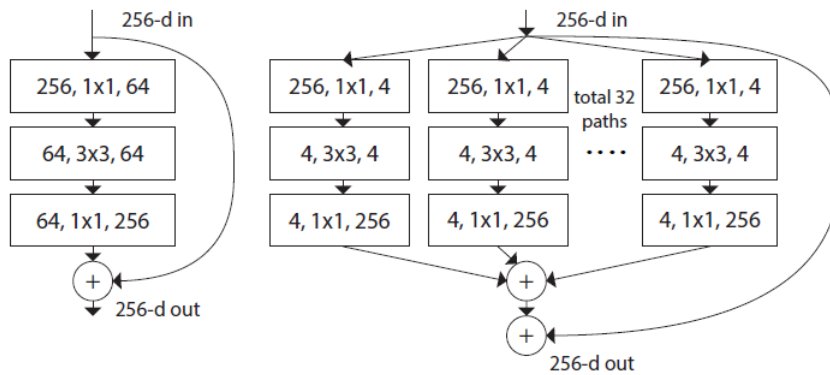 256-d in
256, 1x1, 64
64, 3x3, 64
64, 1x1, 256
+
256-d out
256-d in
256, 1x1, 4
256, 1x1, 4
total 32
paths
....
256, 1x1, 4
4, 3x3, 4
4, 3x3, 4
4, 3x3, 4
4, 1x1, 256
4, 1x1, 256
4, 1x1, 256
+
+
256-d out